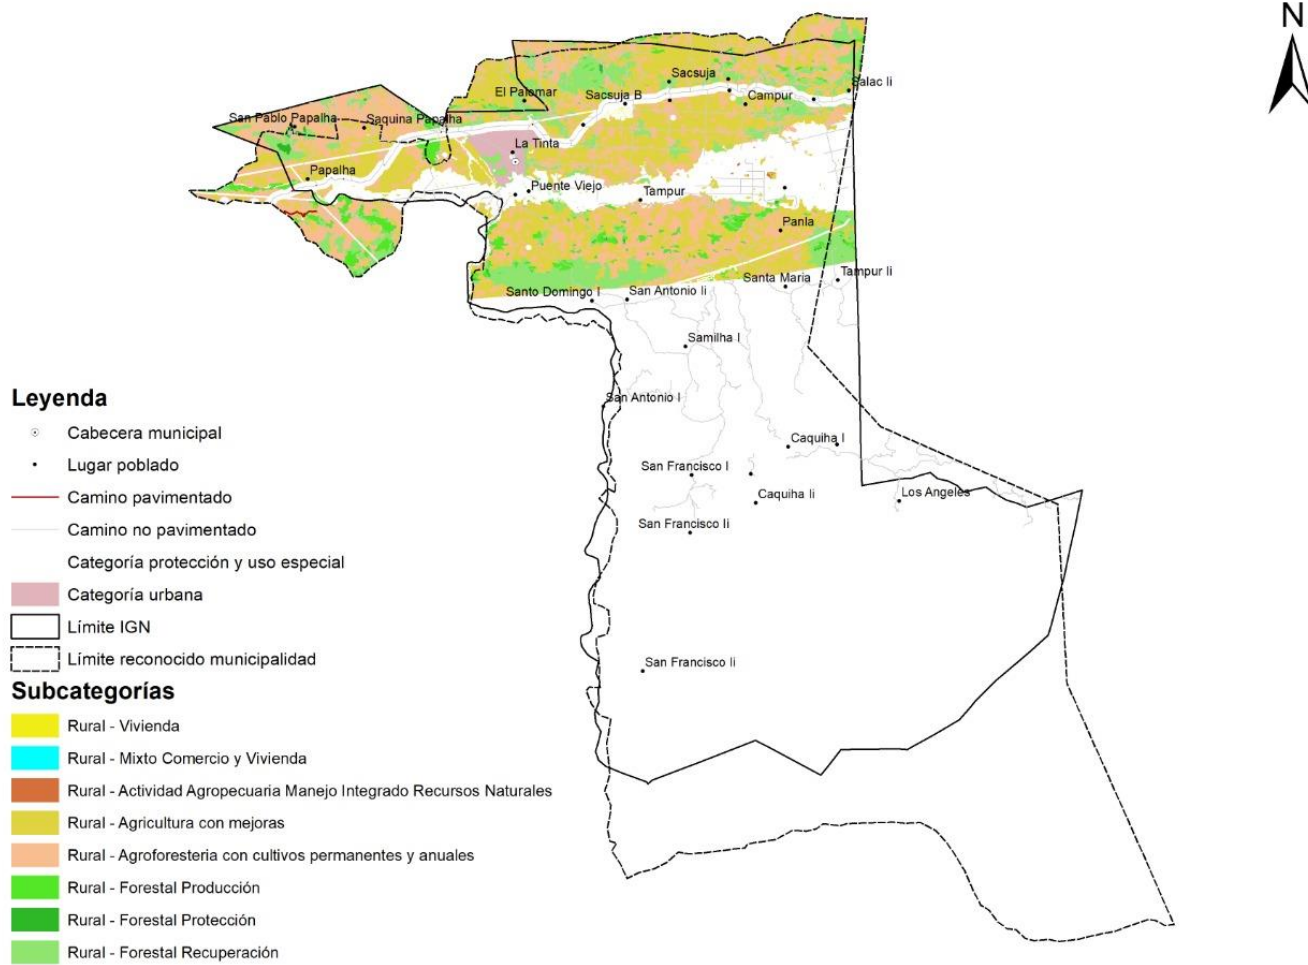 N
Salac Ii
Sacsuja
El Palomar
Sacsuja B
Campur
San Pablo Papalha
Saquina Papalha
La Tinta
Papalha
Puente Viejo
Tampur
Panla
Tampur Ii
Santa Maria
Santo Domingo I
San Antonio Ii
Samilha I
San Antonio I
Caquiha I
San Francisco I
Caquiha Ii
Los Angeles
San Francisco Ii
San Francisco Ii
Leyenda
Cabecera municipal
Lugar poblado
Camino pavimentado
Camino no pavimentado
Categoría protección y uso especial
Categoría urbana
Límite IGN
Límite reconocido municipalidad
Subcategorías
Rural - Vivienda
Rural - Mixto Comercio y Vivienda
Rural - Actividad Agropecuaria Manejo Integrado Recursos Naturales
Rural - Agricultura con mejoras
Rural - Agroforesteria con cultivos permanentes y anuales
Rural - Forestal Producción
Rural - Forestal Protección
Rural - Forestal Recuperación